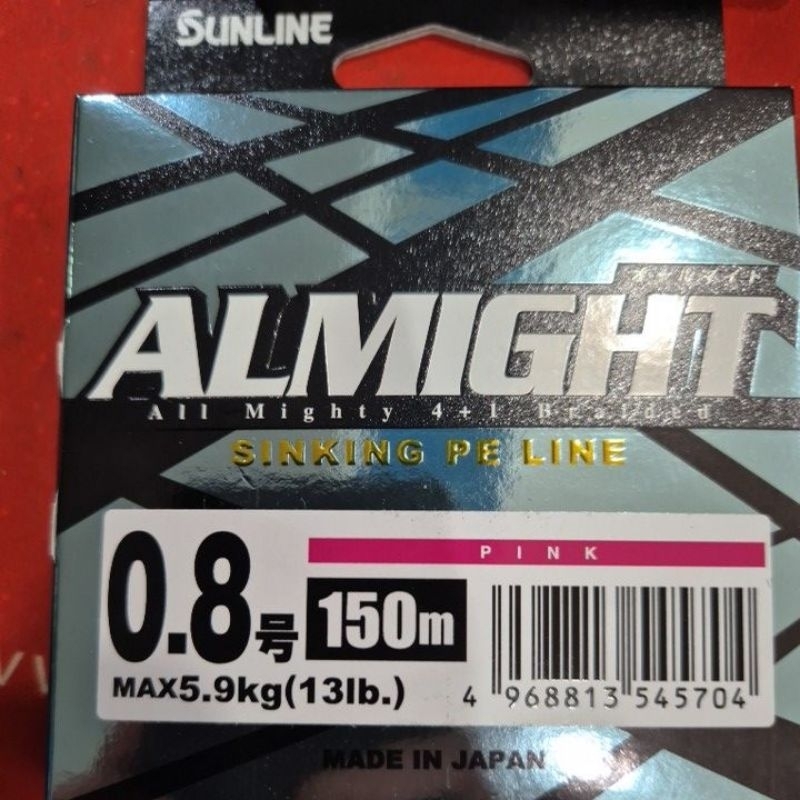 SUNLINE
ALMIGHT
All Mighty 4+1 Braided
SINKING PE LINE
PINK
0.8号 150m
MAX5.9kg(13lb.)
4 968813 545704
MADE IN JAPAN